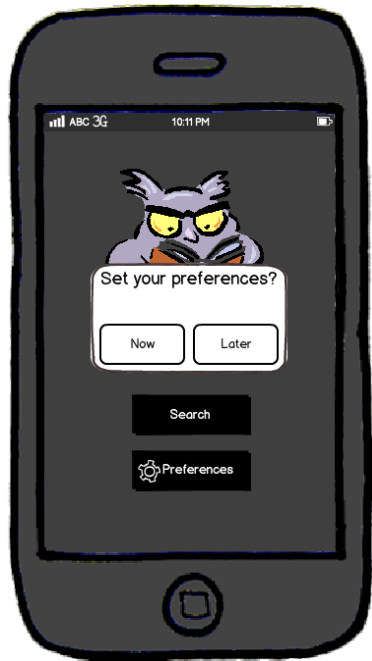 ABC 3G 10:11 PM
Set your preferences?
Now Later
Search
Preferences